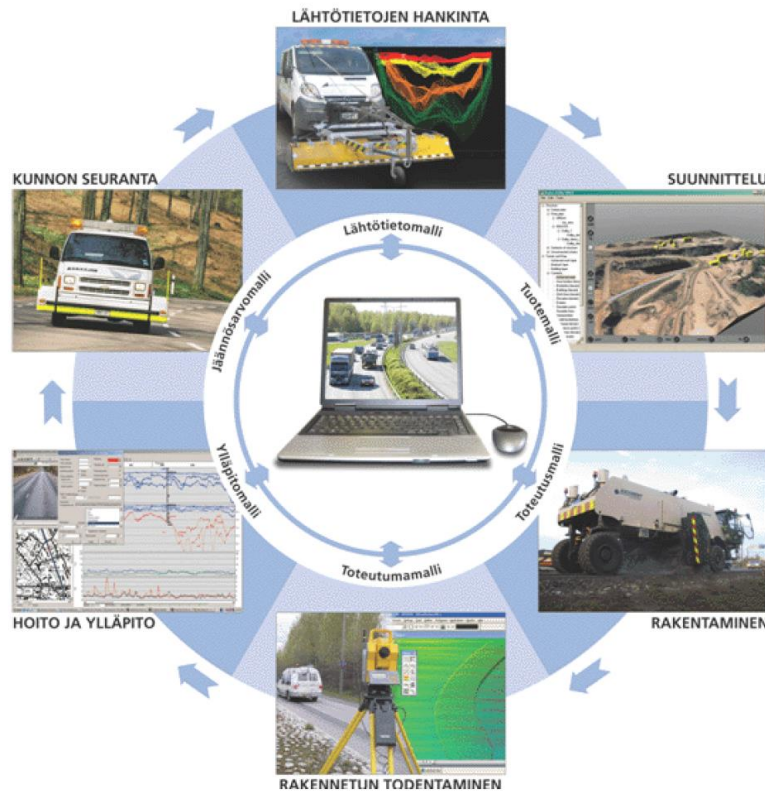 LÄHTÖTIETOJEN HANKINTA
KUNNON SEURANTA
SUUNNITTELU
Lähtötietomalli
Jäännösarvomalli
Tuotemalli
Ylläpitomalli
Toteutusmalli
Toteutumamalli
HOITO JA YLLÄPITO
RAKENTAMINEN
RAKENNETUN TODENTAMINEN